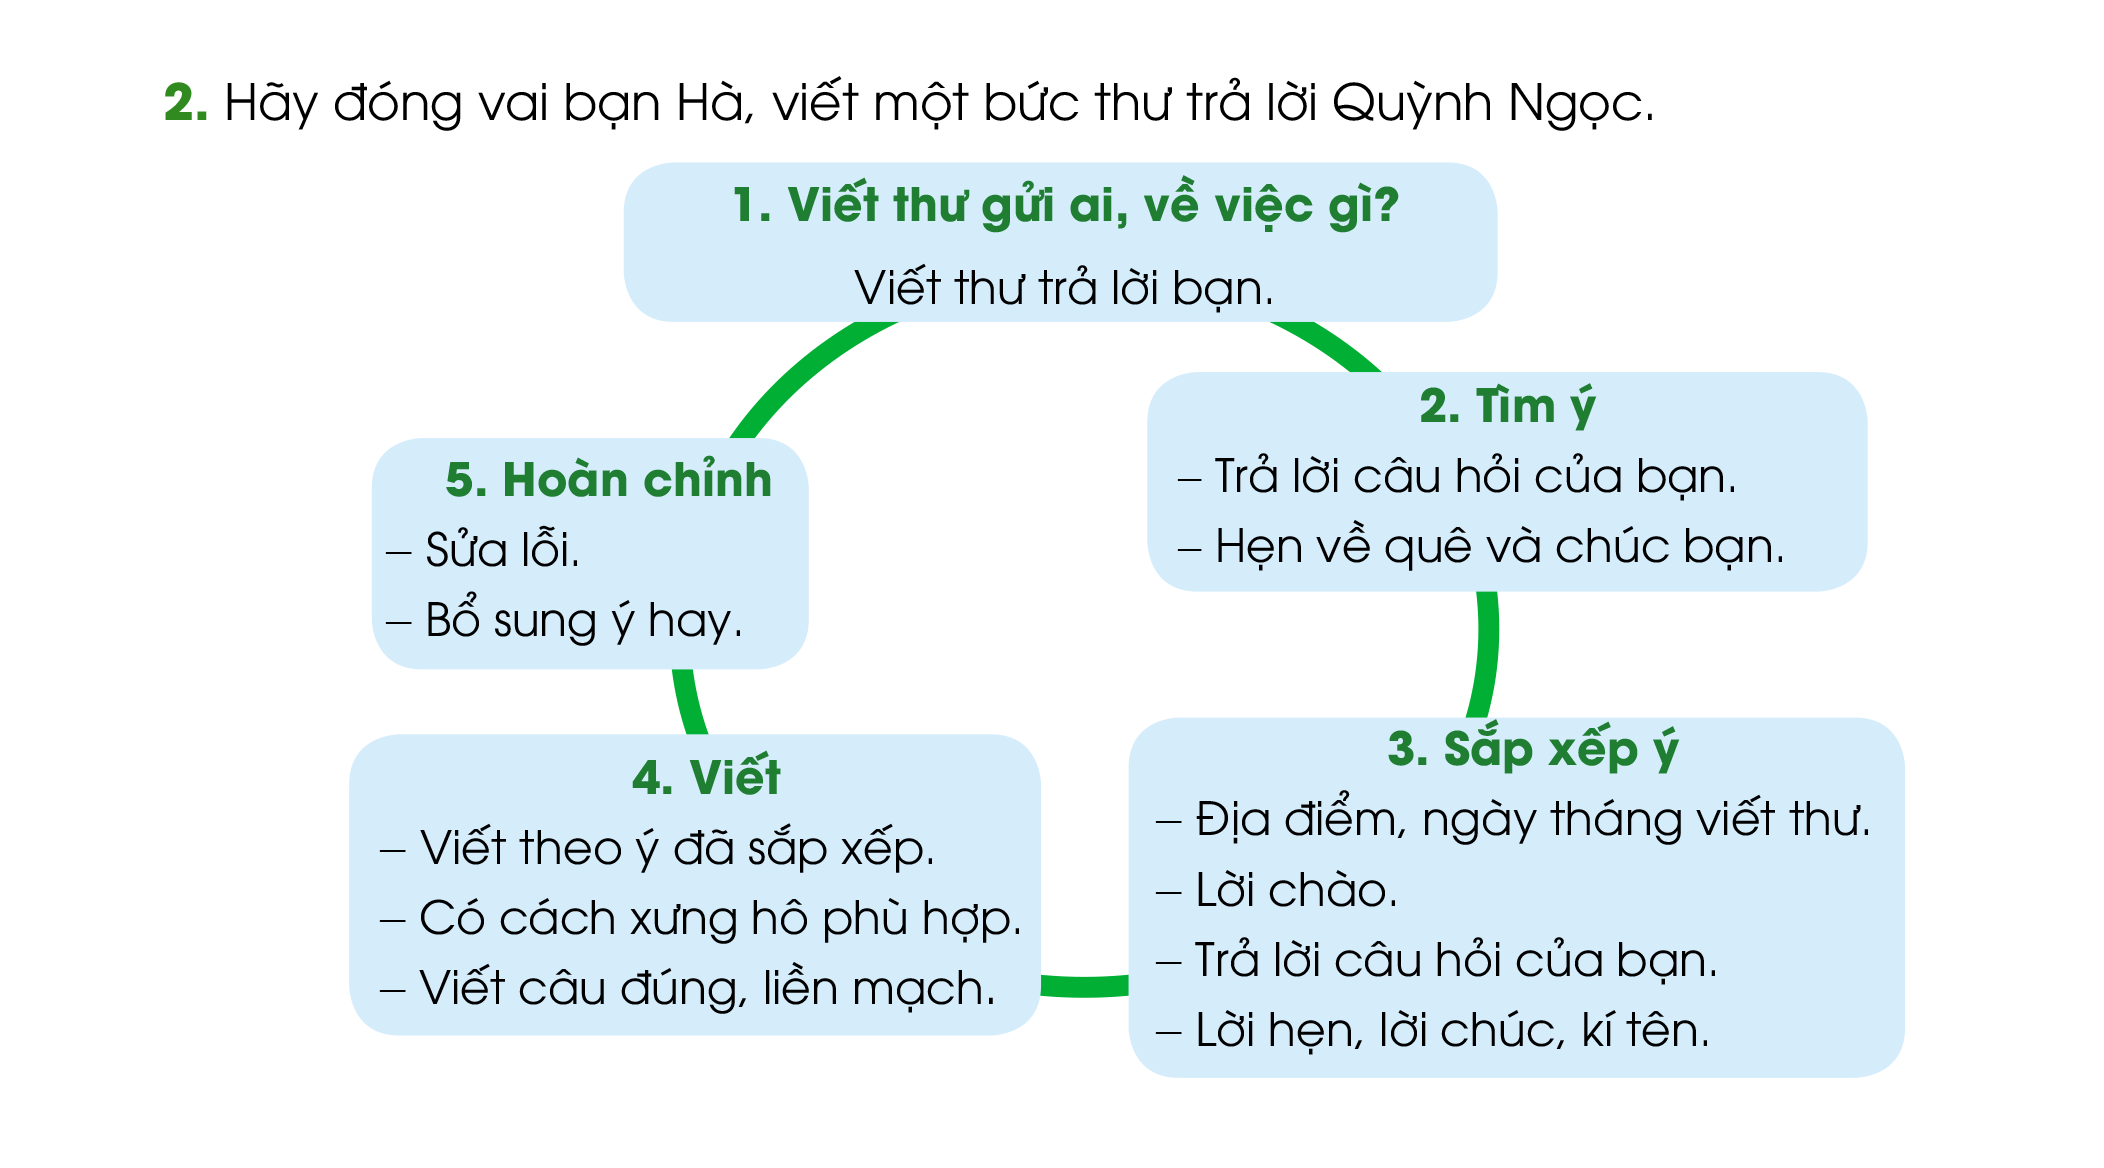 2. Hãy đóng vai bạn Hà, viết một bức thư trả lời Quỳnh Ngọc.
1. Viết thư gửi ai, về việc gì?
Viết thư trả lời bạn.
2. Tìm ý
– Trả lời câu hỏi của bạn.
– Hẹn về quê và chúc bạn.
3. Sắp xếp ý
– Địa điểm, ngày tháng viết thư.
– Lời chào.
– Trả lời câu hỏi của bạn.
– Lời hẹn, lời chúc, kí tên.
4. Viết
– Viết theo ý đã sắp xếp.
– Có cách xưng hô phù hợp.
– Viết câu đúng, liền mạch.
5. Hoàn chỉnh
– Sửa lỗi.
– Bổ sung ý hay.